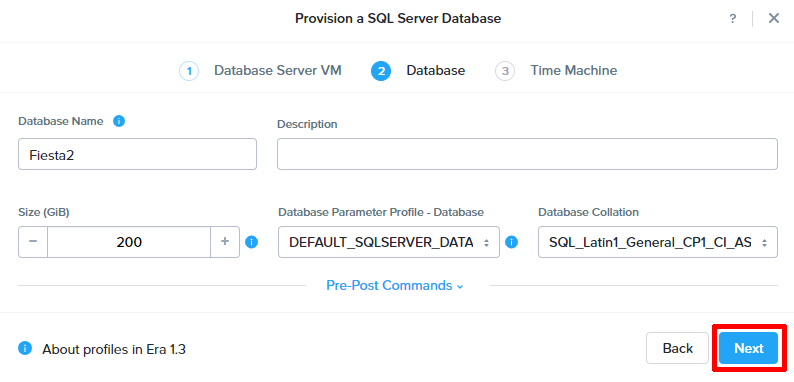 Provision a SQL Server Database
?
1 Database Server VM 2 Database 3 Time Machine
Database Name
Description
Fiesta2
Size (GiB) Database Parameter Profile - Database Database Collation
− 200 + DEFAULT_SQLSERVER_DATA SQL_Latin1_General_CP1_CI_AS
Pre-Post Commands
About profiles in Era 1.3 Back Next